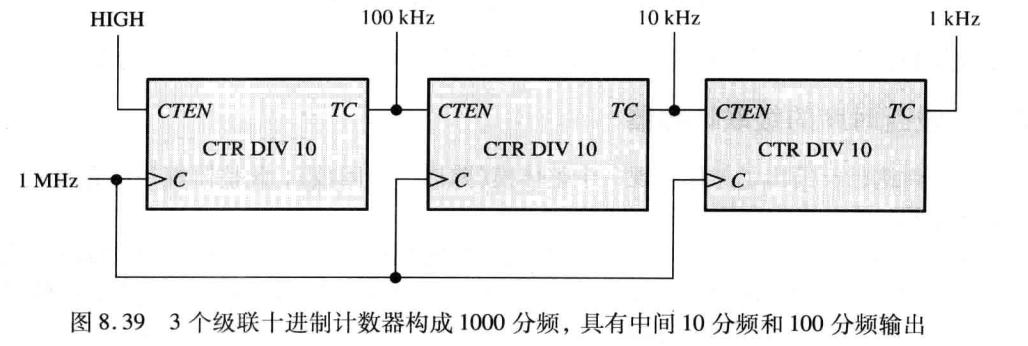 HIGH 100 kHz 10 kHz 1 kHz
CTEN TC CTEN TC CTEN TC
CTR DIV 10 CTR DIV 10 CTR DIV 10
1 MHz C C C
图 8.39 3 个级联十进制计数器构成 1000 分频，具有中间 10 分频和 100 分频输出